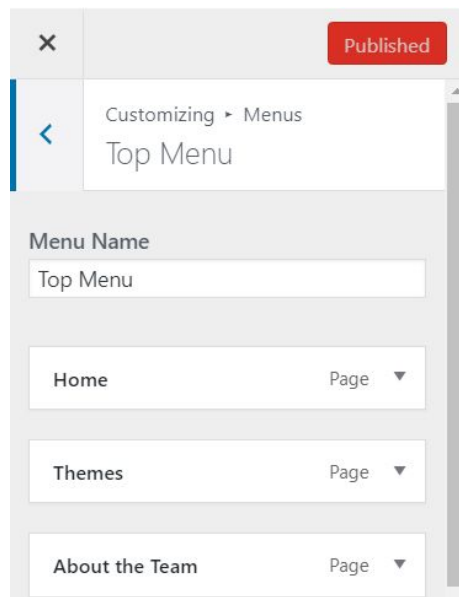 Published
Customizing ▸ Menus
Top Menu
Menu Name
Top Menu
Home Page
Themes Page
About the Team Page